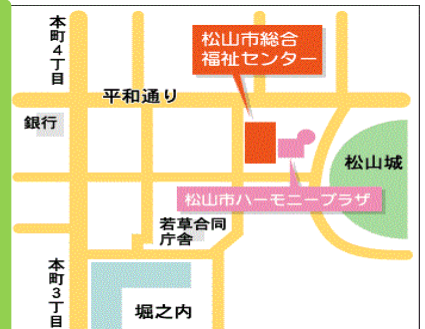 本町4丁目
松山市総合
福祉センター
平和通り
銀行
松山城
松山市ハーモニープラザ
若草合同
庁舎
本町3丁目
堀之内